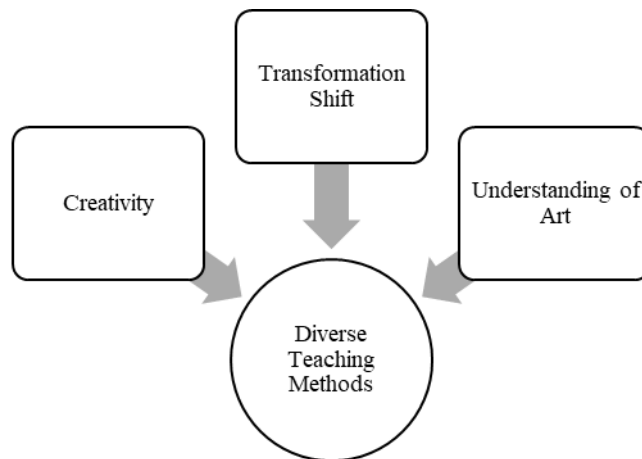 Transformation
Shift
Creativity
Understanding of
Art
Diverse
Teaching
Methods